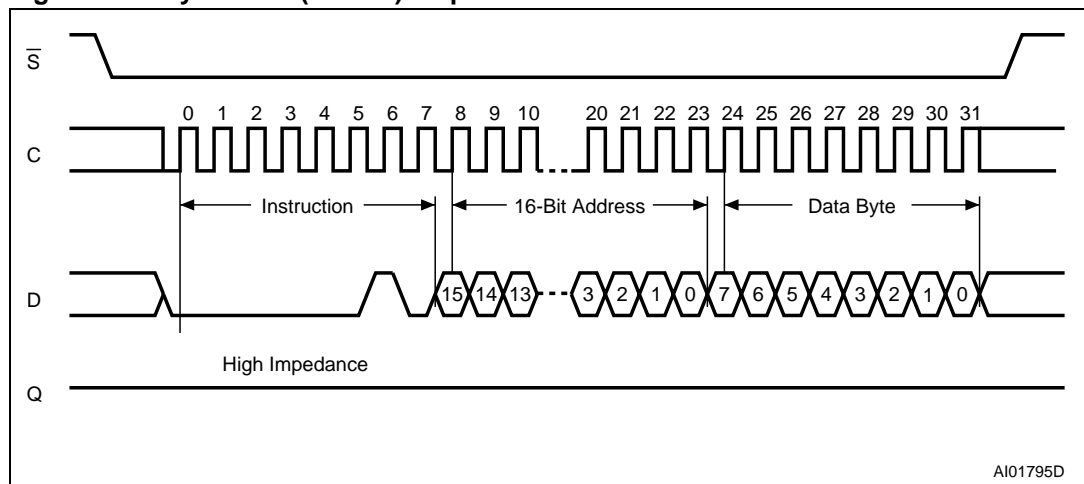 S̅
0 1 2 3 4 5 6 7 8 9 10 20 21 22 23 24 25 26 27 28 29 30 31
C
Instruction 16-Bit Address Data Byte
D 15 14 13 3 2 1 0 7 6 5 4 3 2 1 0
High Impedance
Q
AI01795D